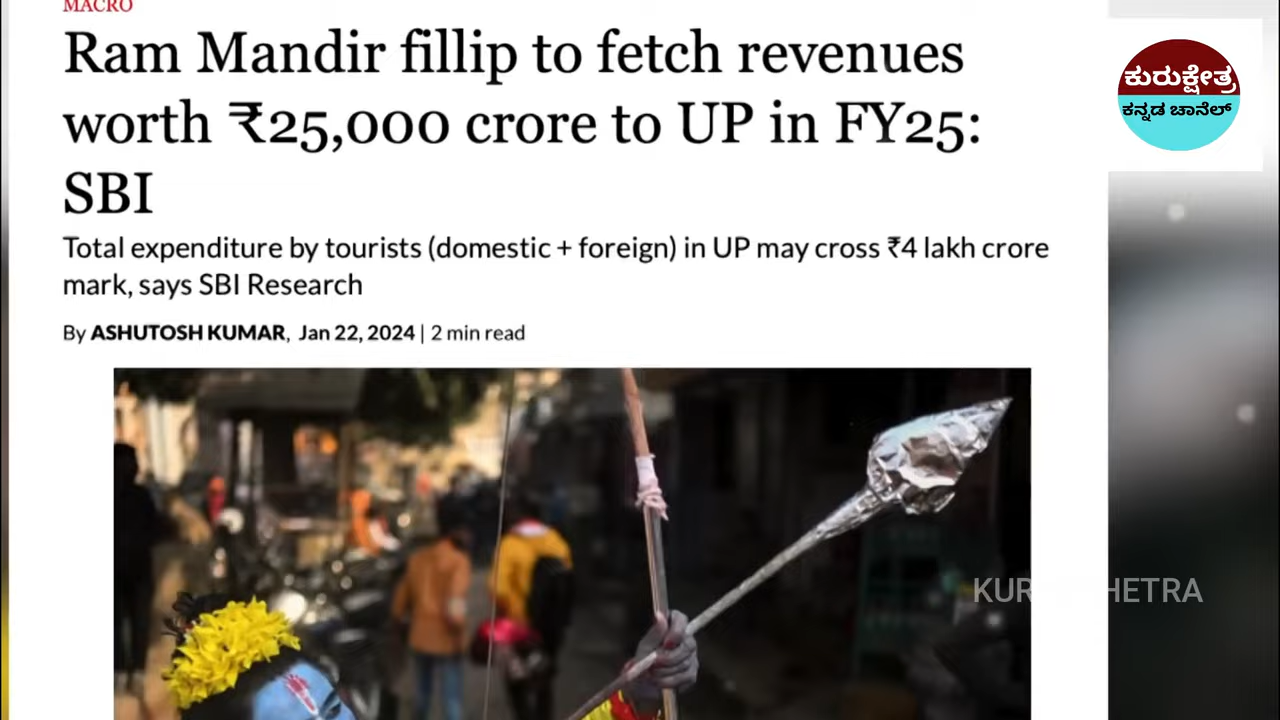 MACRO
Ram Mandir fillip to fetch revenues
worth ₹25,000 crore to UP in FY25:
SBI
Total expenditure by tourists (domestic + foreign) in UP may cross ₹4 lakh crore
mark, says SBI Research
By ASHUTOSH KUMAR, Jan 22, 2024 | 2 min read
ಕುರುಕ್ಷೇತ್ರ
ಕನ್ನಡ ಚಾನೆಲ್